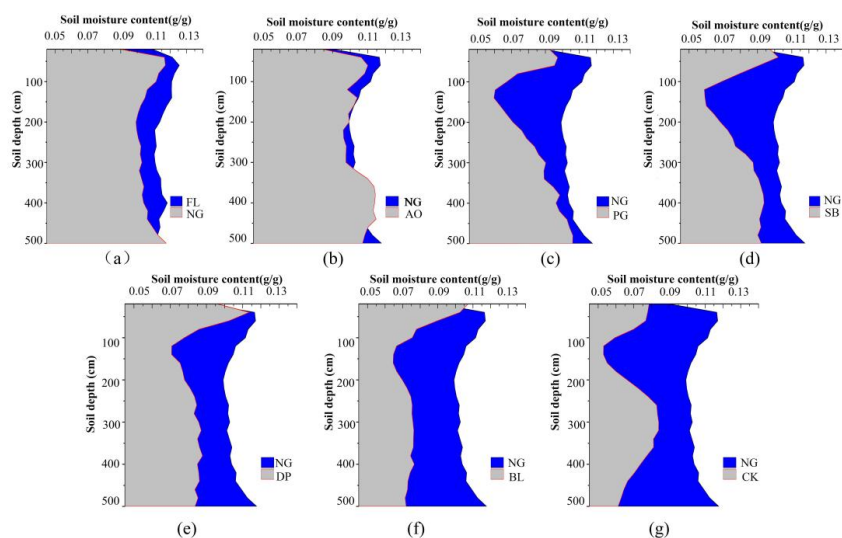 Soil moisture content(g/g)
0.05 0.07 0.09 0.11 0.13
Soil depth (cm)
100
200
300
400
500
FL
NG
(a)
Soil moisture content(g/g)
0.05 0.07 0.09 0.11 0.13
Soil depth (cm)
100
200
300
400
500
NG
AO
(b)
Soil moisture content(g/g)
0.05 0.07 0.09 0.11 0.13
Soil depth (cm)
100
200
300
400
500
NG
PG
(c)
Soil moisture content(g/g)
0.05 0.07 0.09 0.11 0.13
Soil depth (cm)
100
200
300
400
500
NG
SB
(d)
Soil moisture content(g/g)
0.05 0.07 0.09 0.11 0.13
Soil depth (cm)
100
200
300
400
500
NG
DP
(e)
Soil moisture content(g/g)
0.05 0.07 0.09 0.11 0.13
Soil depth (cm)
100
200
300
400
500
NG
BL
(f)
Soil moisture content(g/g)
0.05 0.07 0.09 0.11 0.13
Soil depth (cm)
100
200
300
400
500
NG
CK
(g)